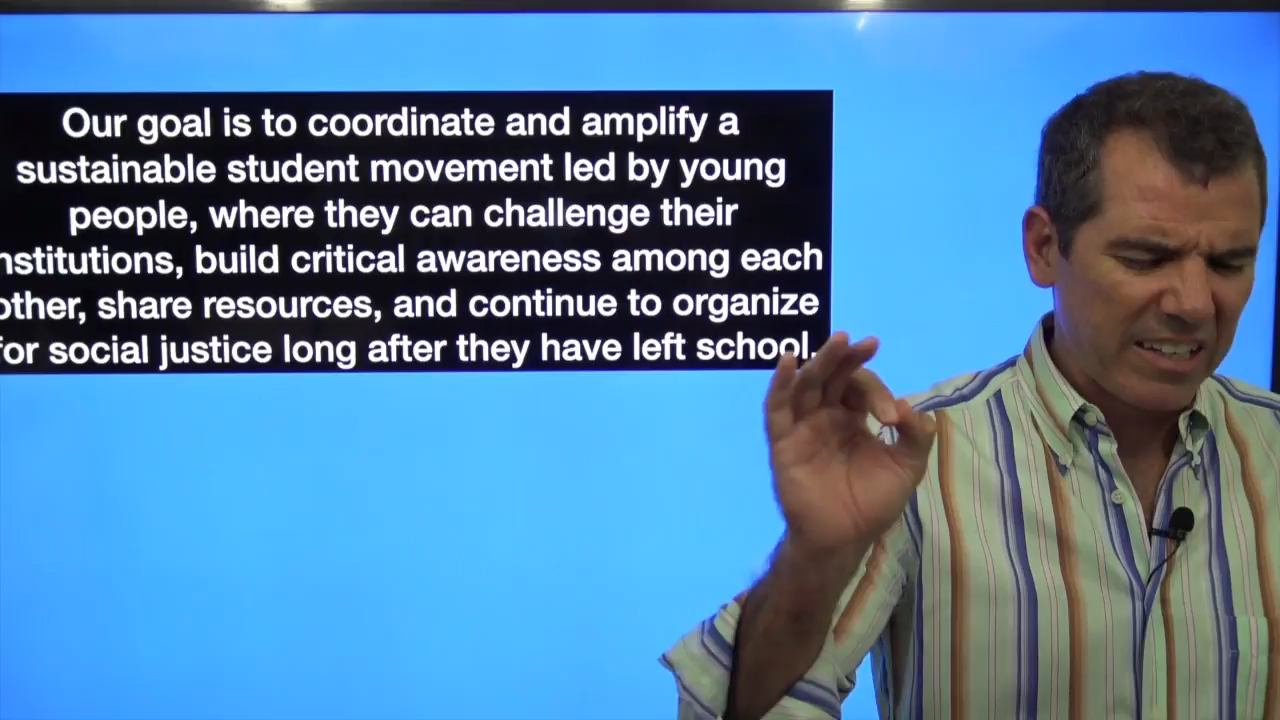 Our goal is to coordinate and amplify a
sustainable student movement led by young
people, where they can challenge their
nstitutions, build critical awareness among each
other, share resources, and continue to organize
for social justice long after they have left school.